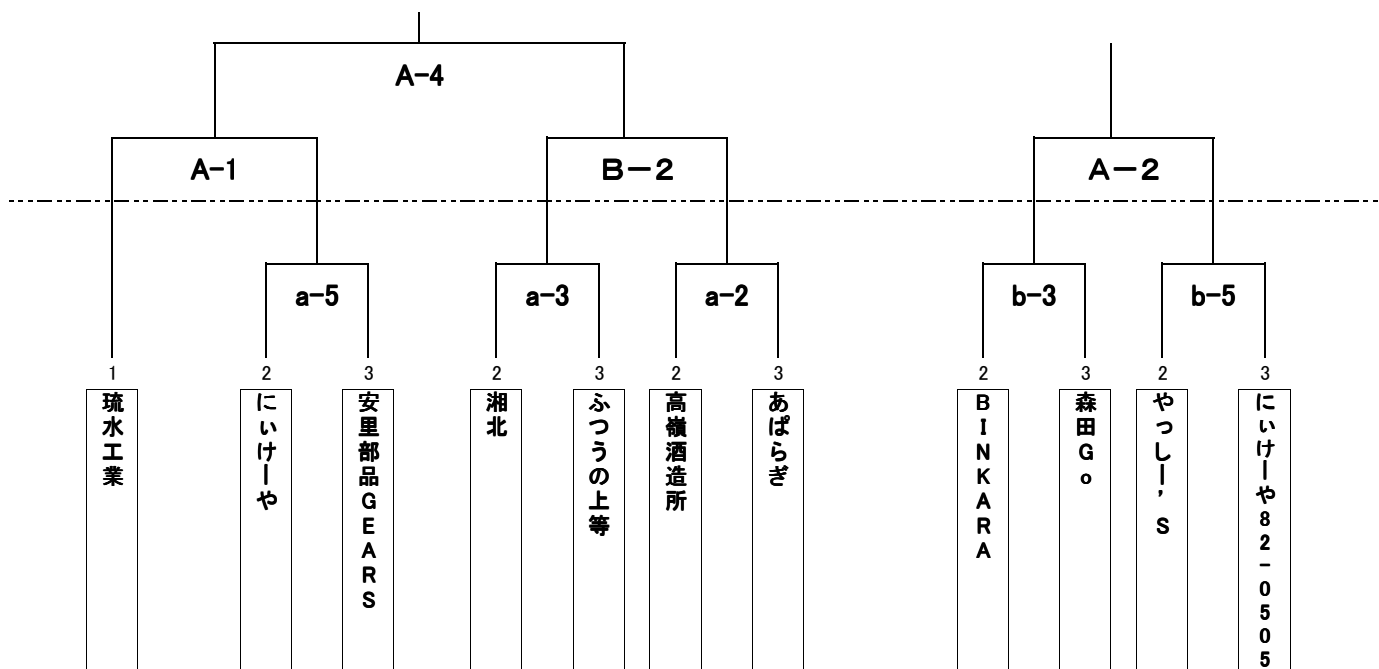 A-4
A-1
B－2
A－2
a-5
a-3
a-2
b-3
b-5
1
2
3
2
3
2
3
2
3
2
3
琉水工業
にぃけーや
安里部品GEARS
湘北
ふつうの上等
高嶺酒造所
あぱらぎ
BINKARA
森田Go
やっしー’S
にぃけーや82-0505